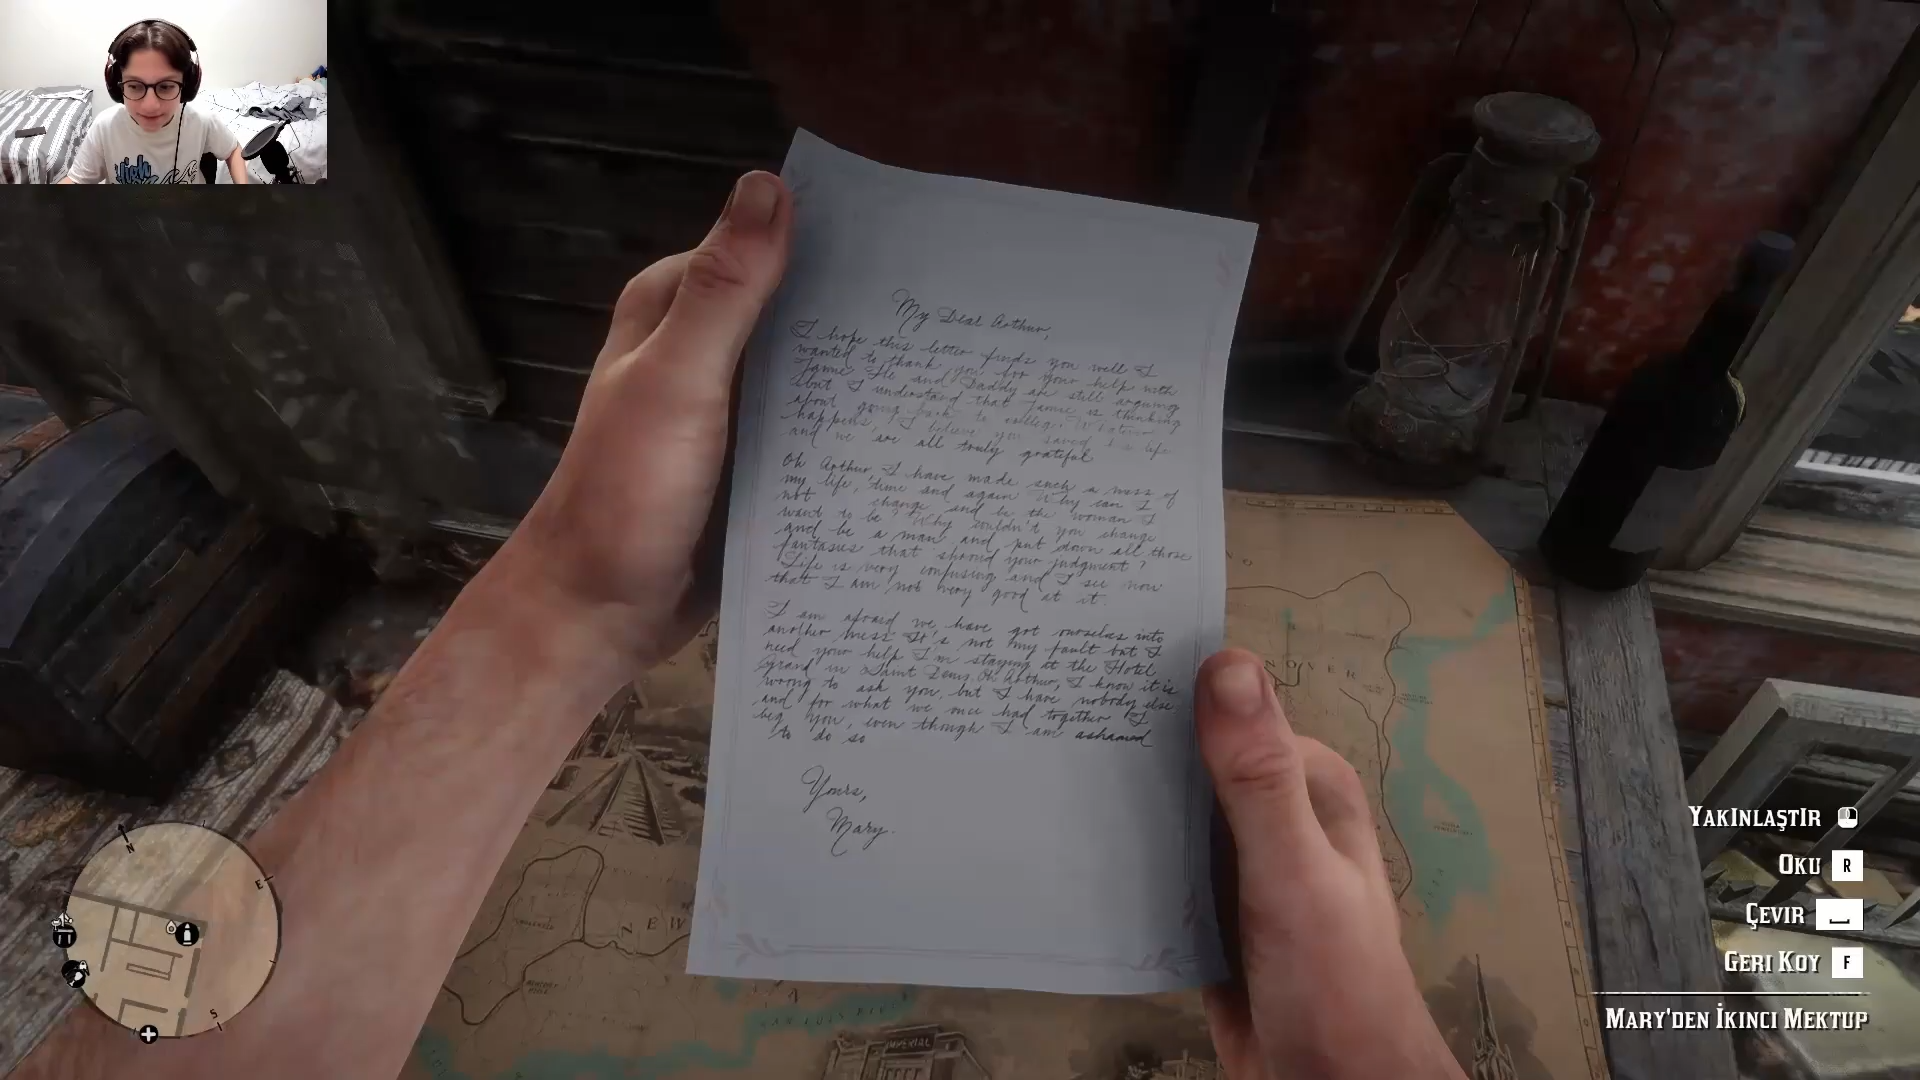 My Dear Arthur,
I hope this letter finds you well I
wanted to thank you for your help with
Jamie He and Daddy are still arguing
but I understand that Jamie is thinking
about going back to college Whatever
happens, I believe you saved s life
and we are all truly grateful
Oh Arthur I have made such a mess of
my life, time and again Why can I
not change and be the woman I
want to be? Why couldn't you change
and be a man and put down all those
fantasies that shroud your judgment?
Life is very confusing and I see now
that I am not very good at it.
I am afraid we have got ourselves into
another mess It's not my fault but I
need your help I'm staying at the Hotel
Grand in Saint Denis. Oh Arthur, I know it is
wrong to ask you, but I have nobody else
and for what we once had together I
beg you, even though I am ashamed
to do so
Yours,
Mary.
NOVER
NEW
SAN LUIS RIVER
IMPERIAL
N
E
S
YAKINLAŞTIR
OKU R
ÇEVIR
GERI KOY F
MARY'DEN İKINCI MEKTUP